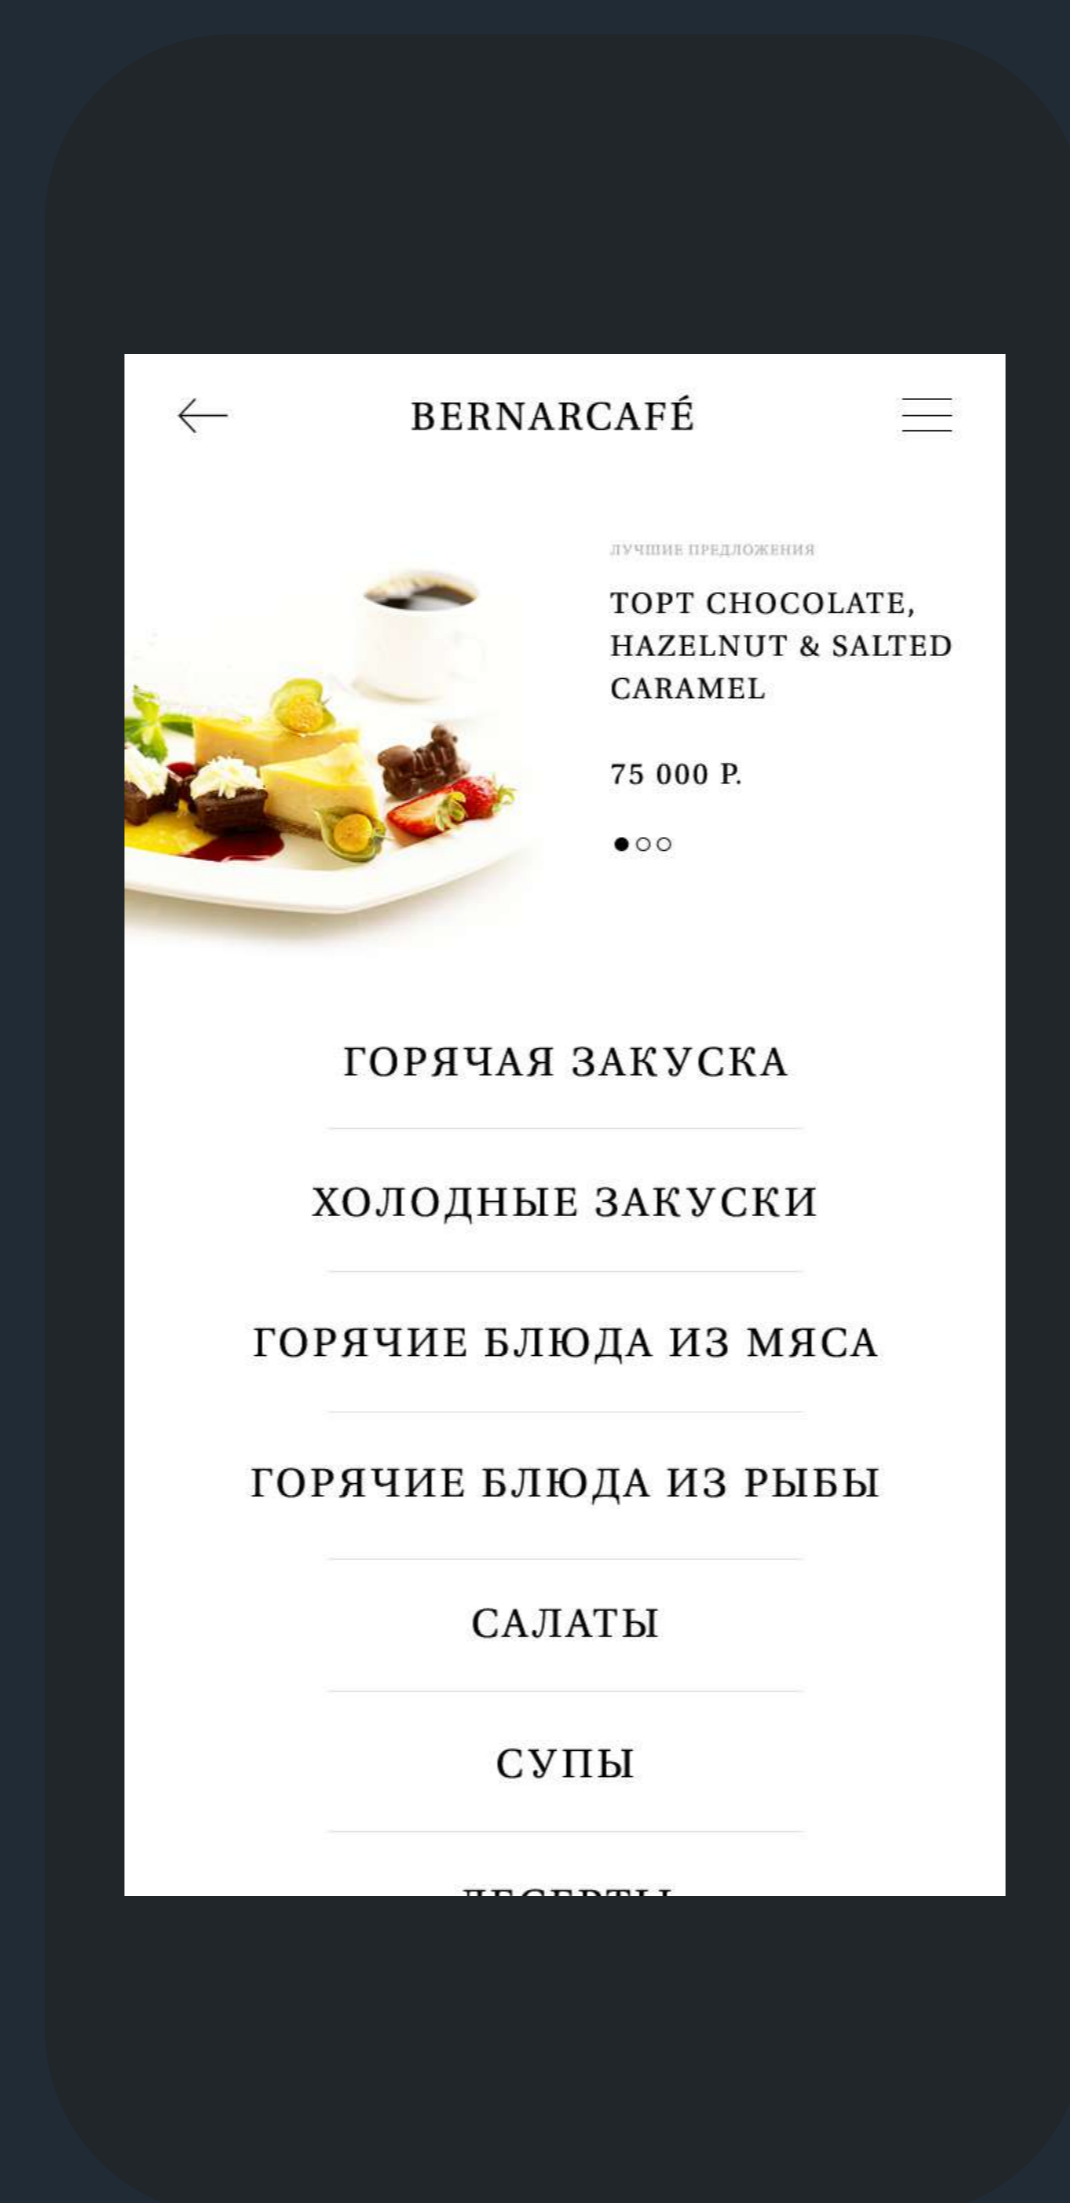 BERNARCAFÉ
ЛУЧШИЕ ПРЕДЛОЖЕНИЯ
ТОРТ CHOCOLATE,
HAZELNUT & SALTED
CARAMEL
75 000 Р.
ГОРЯЧАЯ ЗАКУСКА
ХОЛОДНЫЕ ЗАКУСКИ
ГОРЯЧИЕ БЛЮДА ИЗ МЯСА
ГОРЯЧИЕ БЛЮДА ИЗ РЫБЫ
САЛАТЫ
СУПЫ
ДЕСЕРТЫ